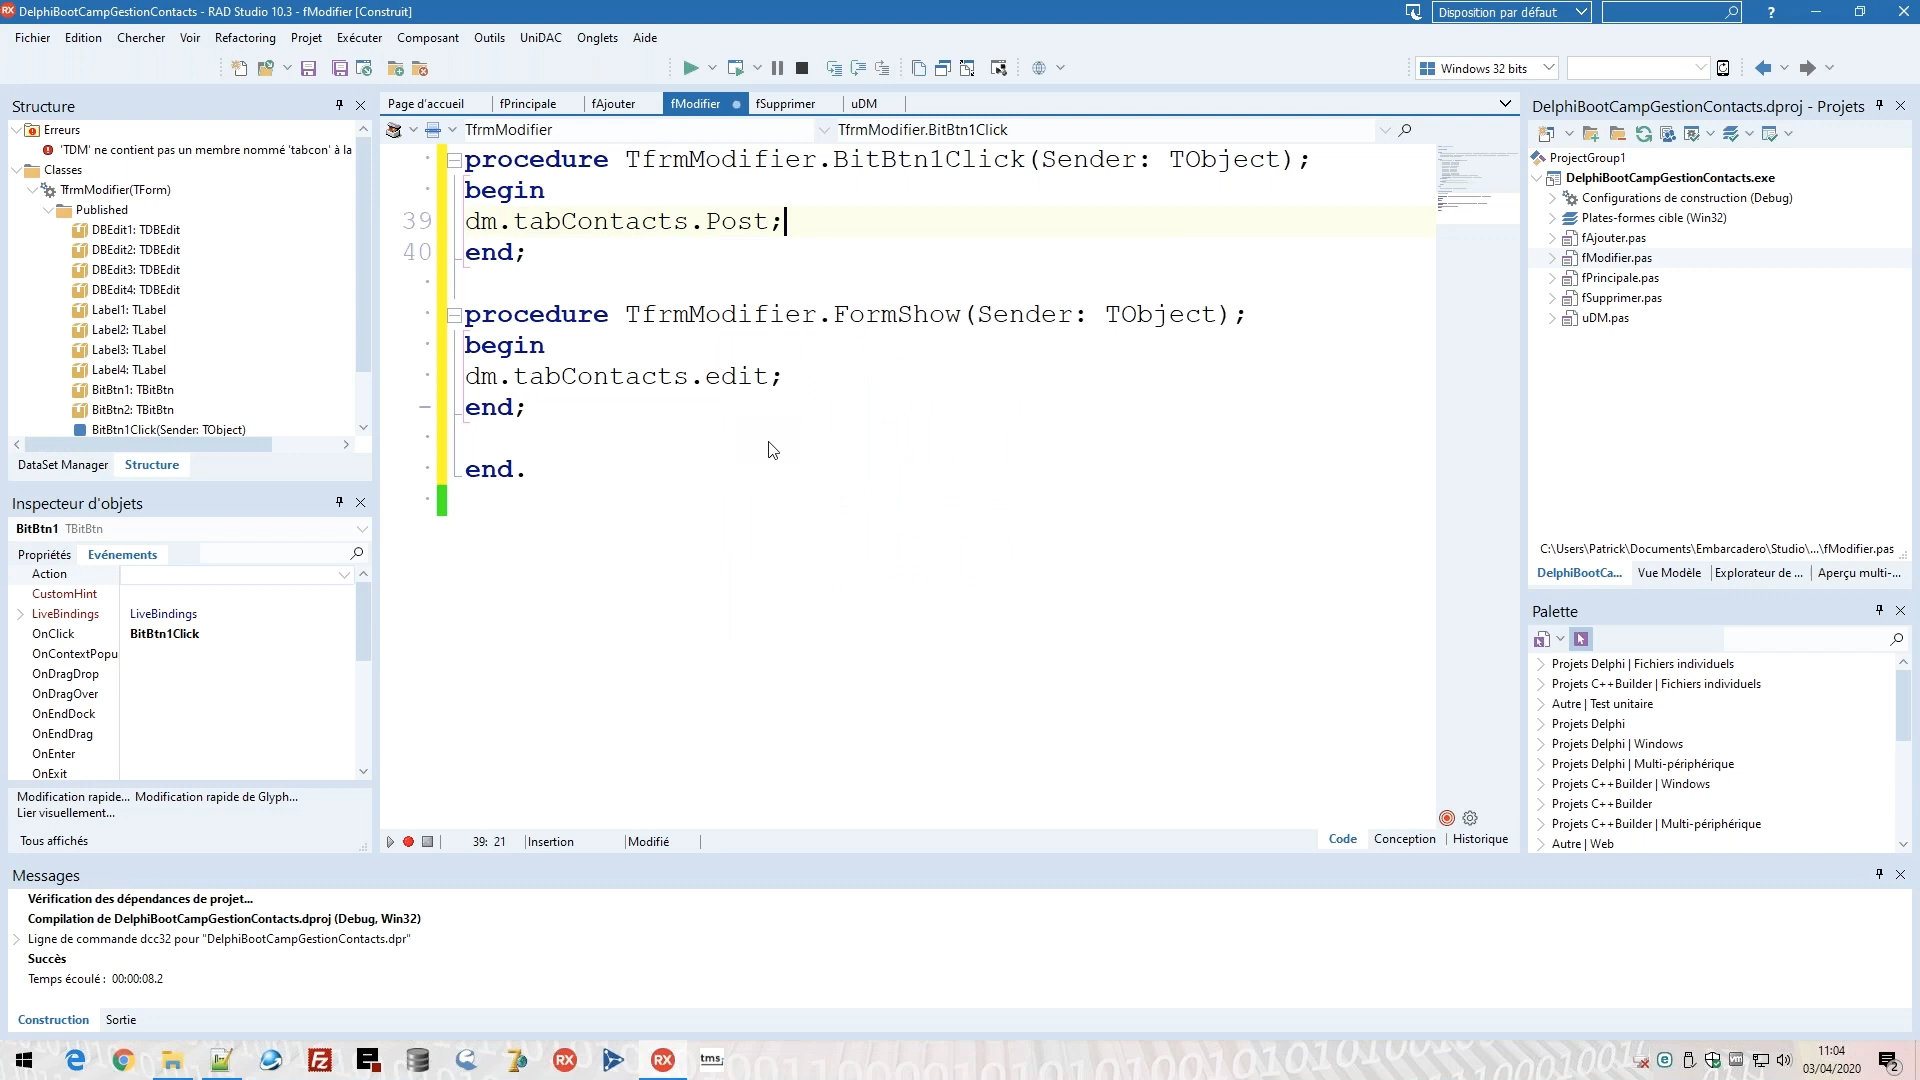 DelphiBootCampGestionContacts - RAD Studio 10.3 - fModifier [Construit]
Disposition par défaut
?
Fichier Edition Chercher Voir Refactoring Projet Exécuter Composant Outils UniDAC Onglets Aide
Windows 32 bits
Structure
Erreurs
'TDM' ne contient pas un membre nommé 'tabcon' à la
Classes
TfrmModifier(TForm)
Published
DBEdit1: TDBEdit
DBEdit2: TDBEdit
DBEdit3: TDBEdit
DBEdit4: TDBEdit
Label1: TLabel
Label2: TLabel
Label3: TLabel
Label4: TLabel
BitBtn1: TBitBtn
BitBtn2: TBitBtn
BitBtn1Click(Sender: TObject)
DataSet Manager Structure
Inspecteur d'objets
BitBtn1 TBitBtn
Propriétés Evénements
Action
CustomHint
LiveBindings LiveBindings
OnClick BitBtn1Click
OnContextPopu
OnDragDrop
OnDragOver
OnEndDock
OnEndDrag
OnEnter
OnExit
Modification rapide... Modification rapide de Glyph...
Lier visuellement...
Tous affichés
Page d'accueil fPrincipale fAjouter fModifier fSupprimer uDM
TfrmModifier TfrmModifier.BitBtn1Click
procedure TfrmModifier.BitBtn1Click(Sender: TObject);
begin
39 dm.tabContacts.Post;
40 end;
procedure TfrmModifier.FormShow(Sender: TObject);
begin
dm.tabContacts.edit;
end;
end.
39: 21 Insertion Modifié
Code Conception Historique
DelphiBootCampGestionContacts.dproj - Projets
ProjectGroup1
DelphiBootCampGestionContacts.exe
Configurations de construction (Debug)
Plates-formes cible (Win32)
fAjouter.pas
fModifier.pas
fPrincipale.pas
fSupprimer.pas
uDM.pas
C:\Users\Patrick\Documents\Embarcadero\Studio\...\fModifier.pas
DelphiBootCa... Vue Modèle Explorateur de ... Aperçu multi-...
Palette
Projets Delphi | Fichiers individuels
Projets C++Builder | Fichiers individuels
Autre | Test unitaire
Projets Delphi
Projets Delphi | Windows
Projets Delphi | Multi-périphérique
Projets C++Builder | Windows
Projets C++Builder
Projets C++Builder | Multi-périphérique
Autre | Web
Messages
Vérification des dépendances de projet...
Compilation de DelphiBootCampGestionContacts.dproj (Debug, Win32)
Ligne de commande dcc32 pour "DelphiBootCampGestionContacts.dpr"
Succès
Temps écoulé : 00:00:08.2
Construction Sortie
RX RX tms
11:04
03/04/2020
2